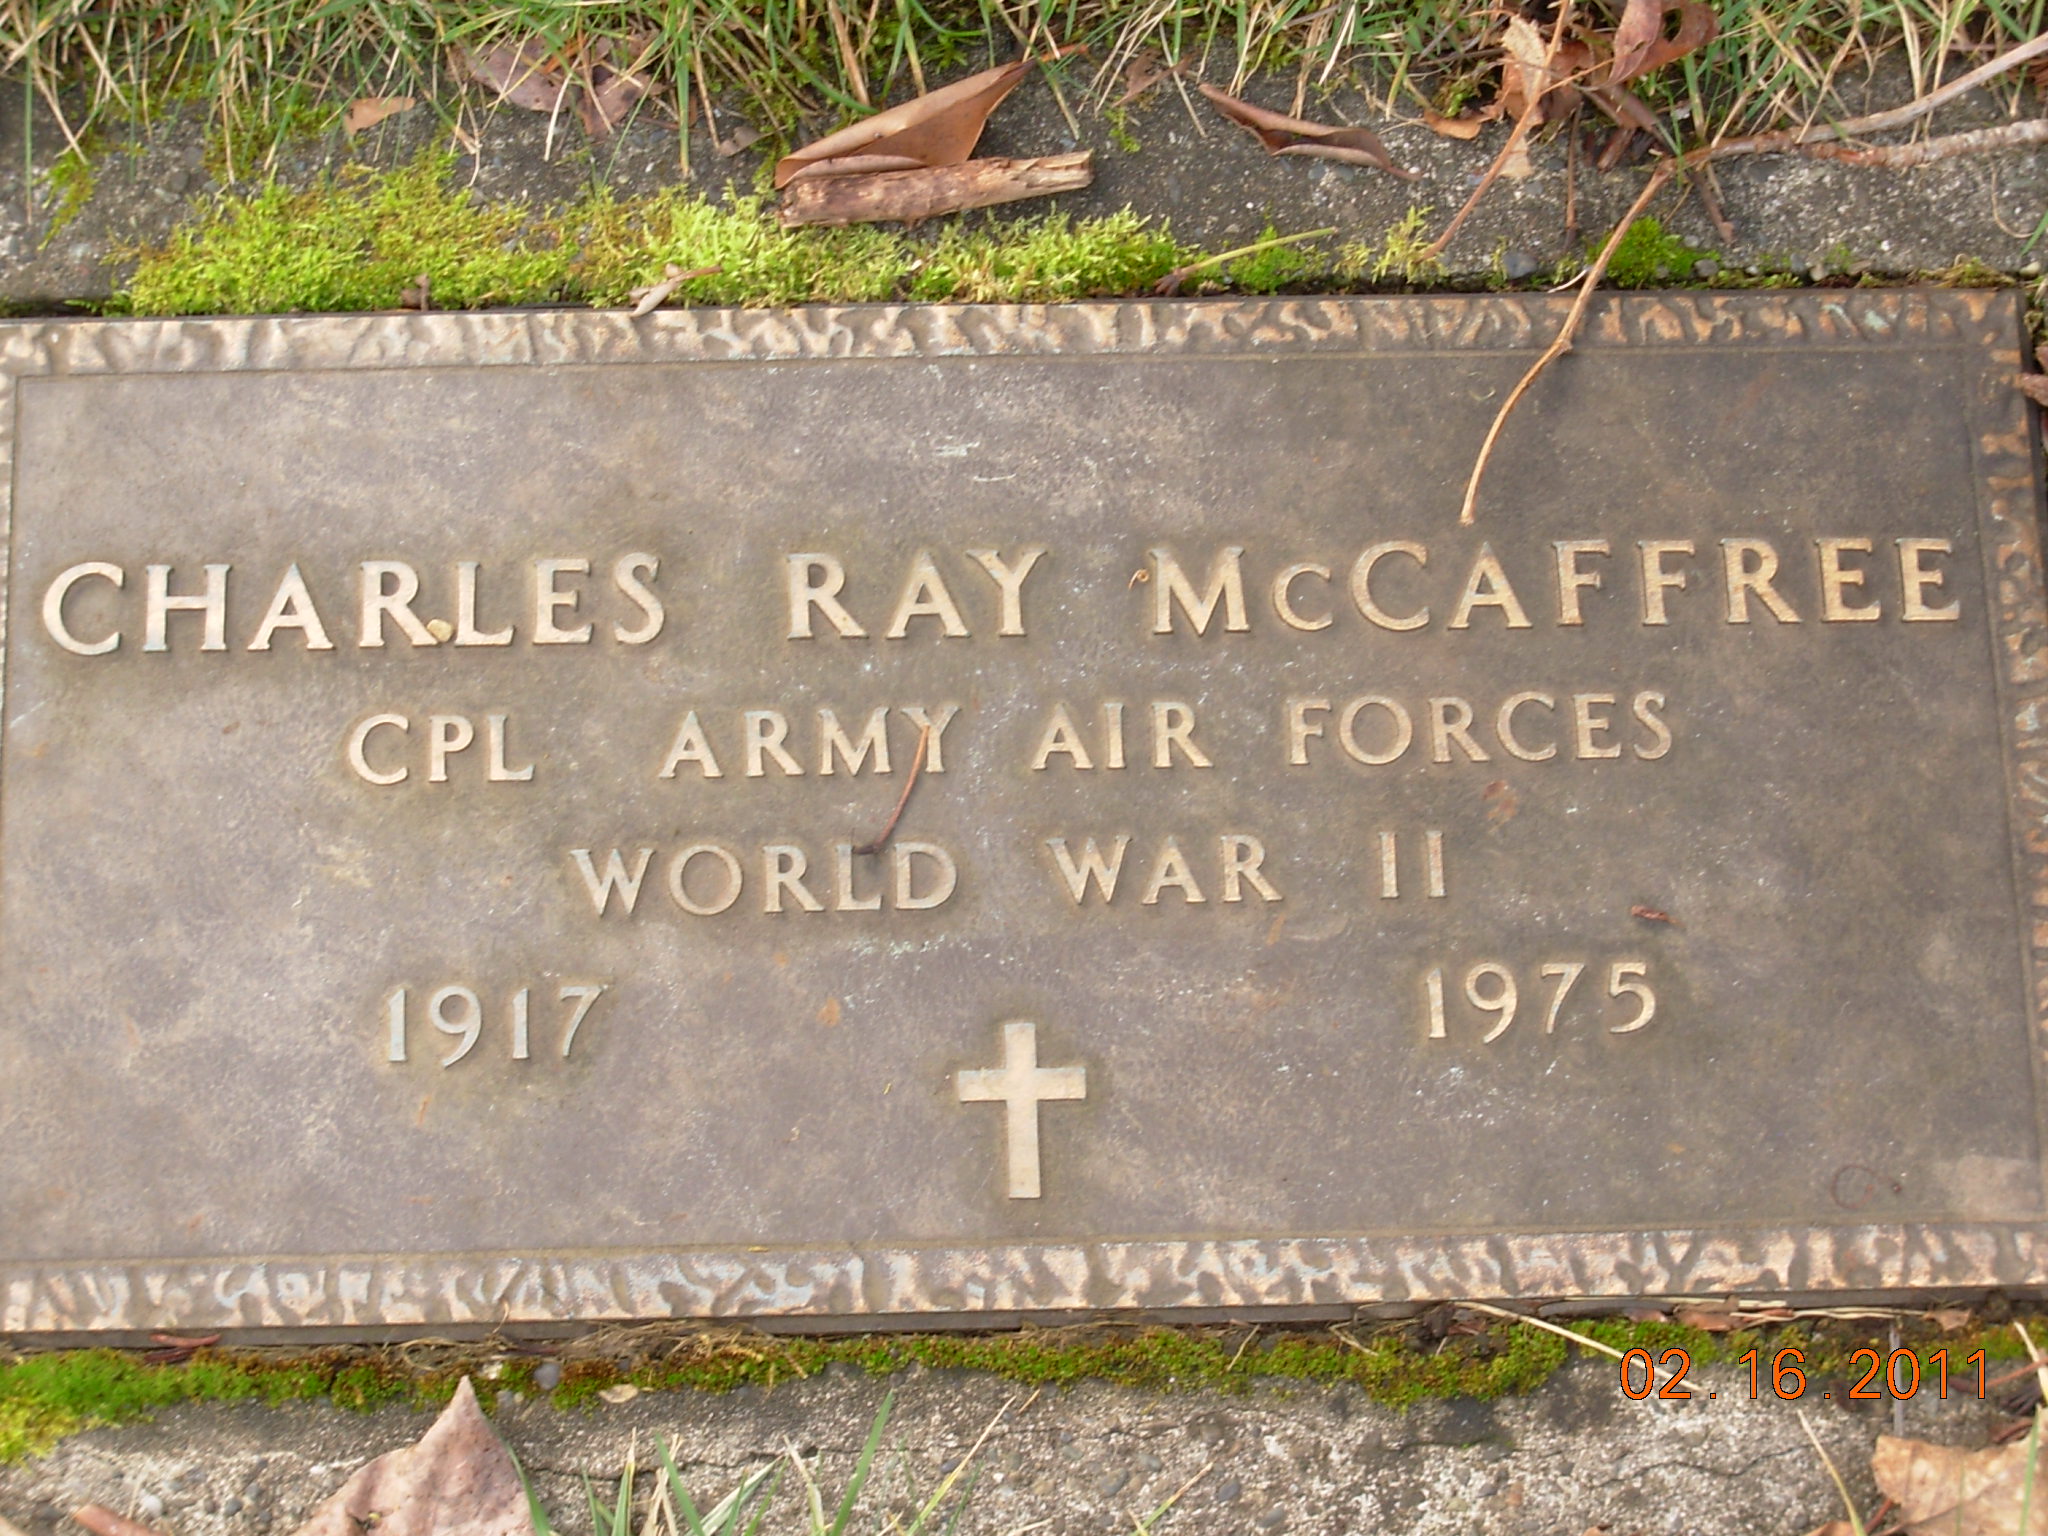 CHARLES RAY McCAFFREE
CPL ARMY AIR FORCES
WORLD WAR II
1917 1975
02.16.2011